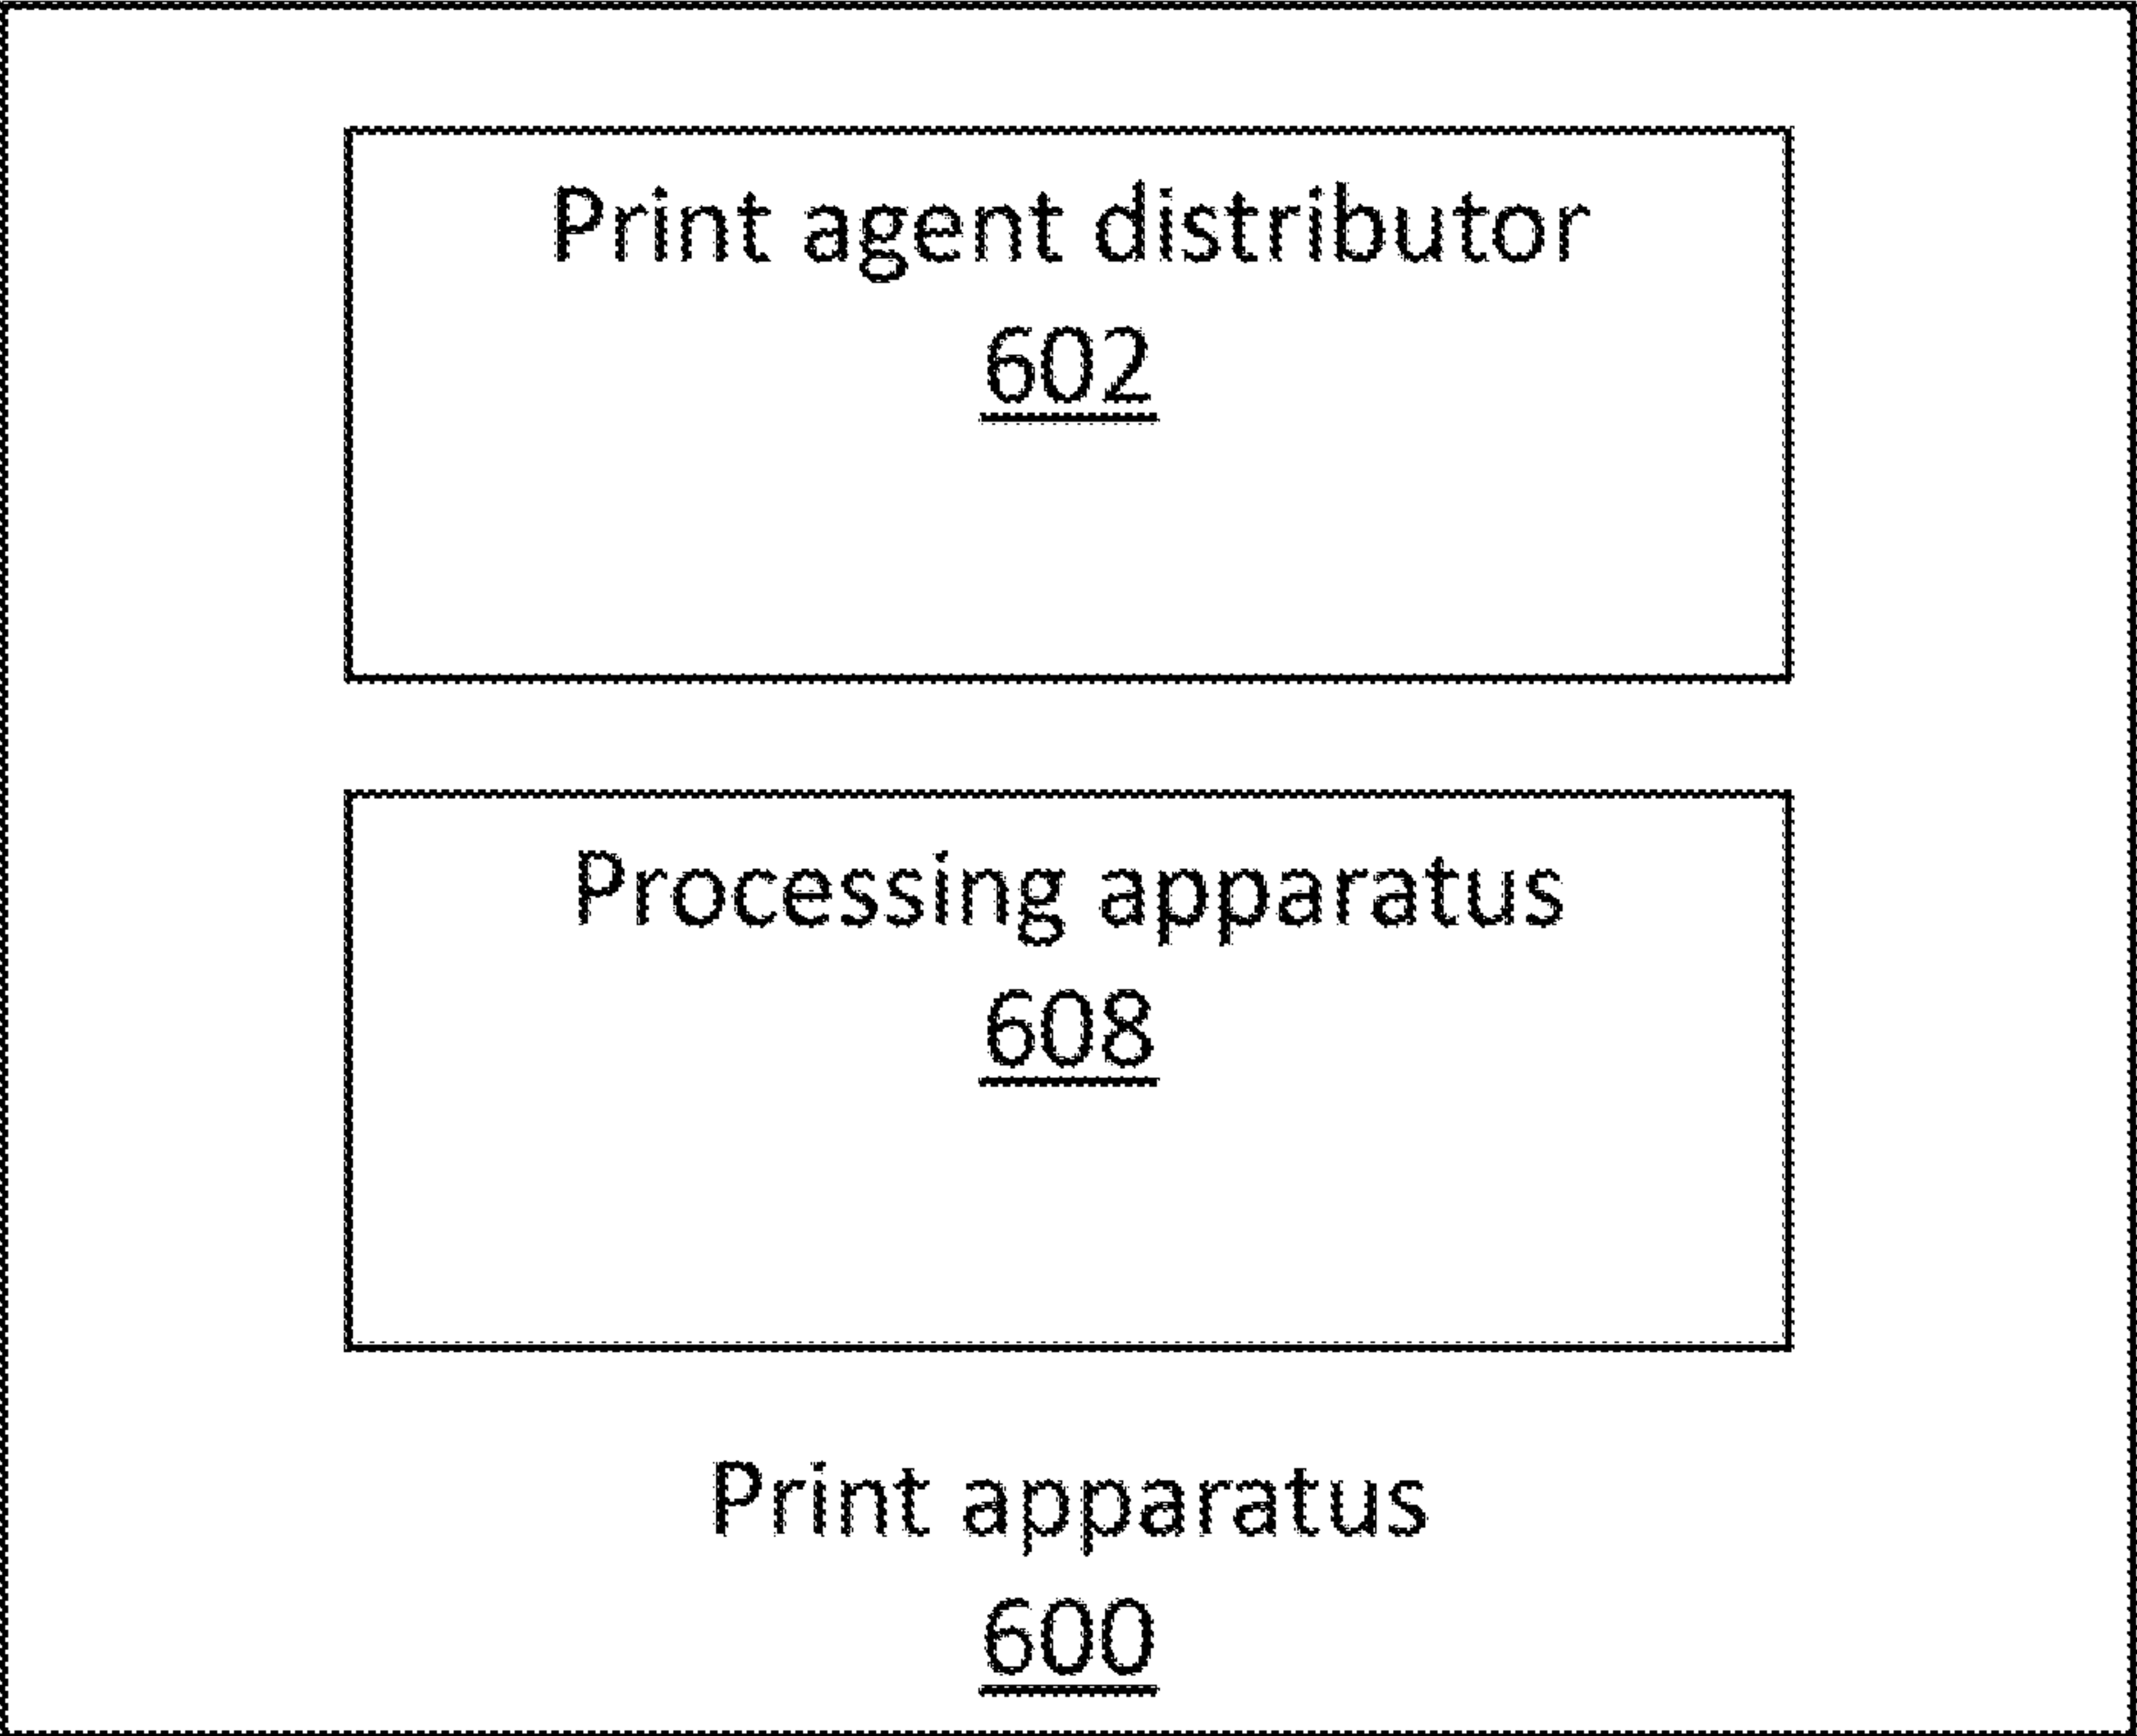 Print agent distributor
602
Processing apparatus
608
Print apparatus
600